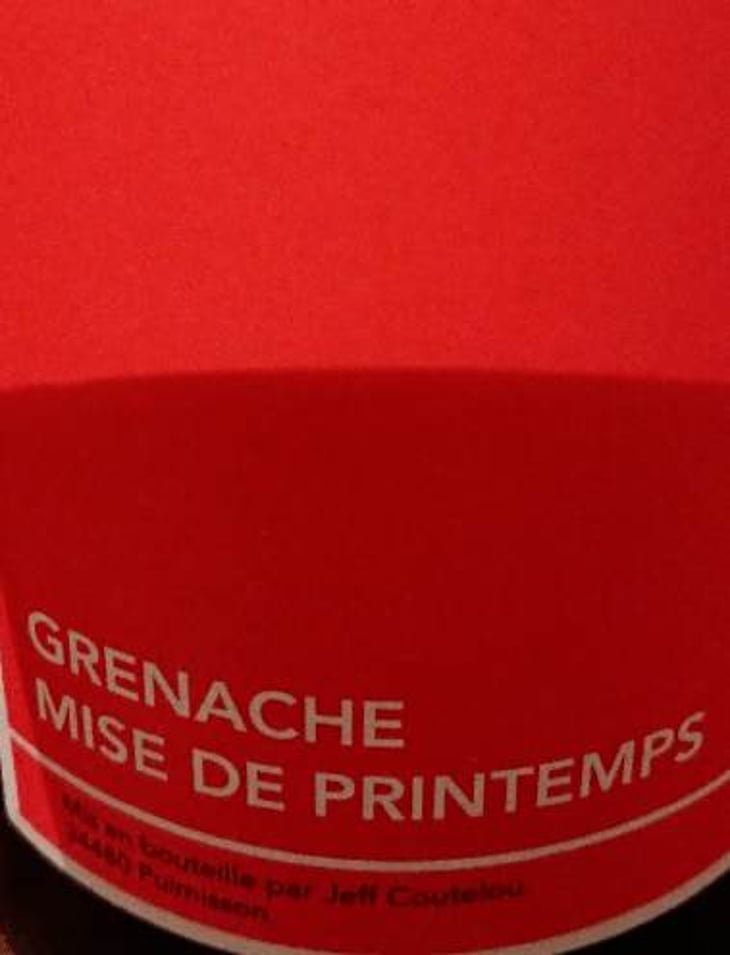 GRENACHE
MISE DE PRINTEMPS
Mis en bouteille par Jeff Coutelou
34480 Puimisson